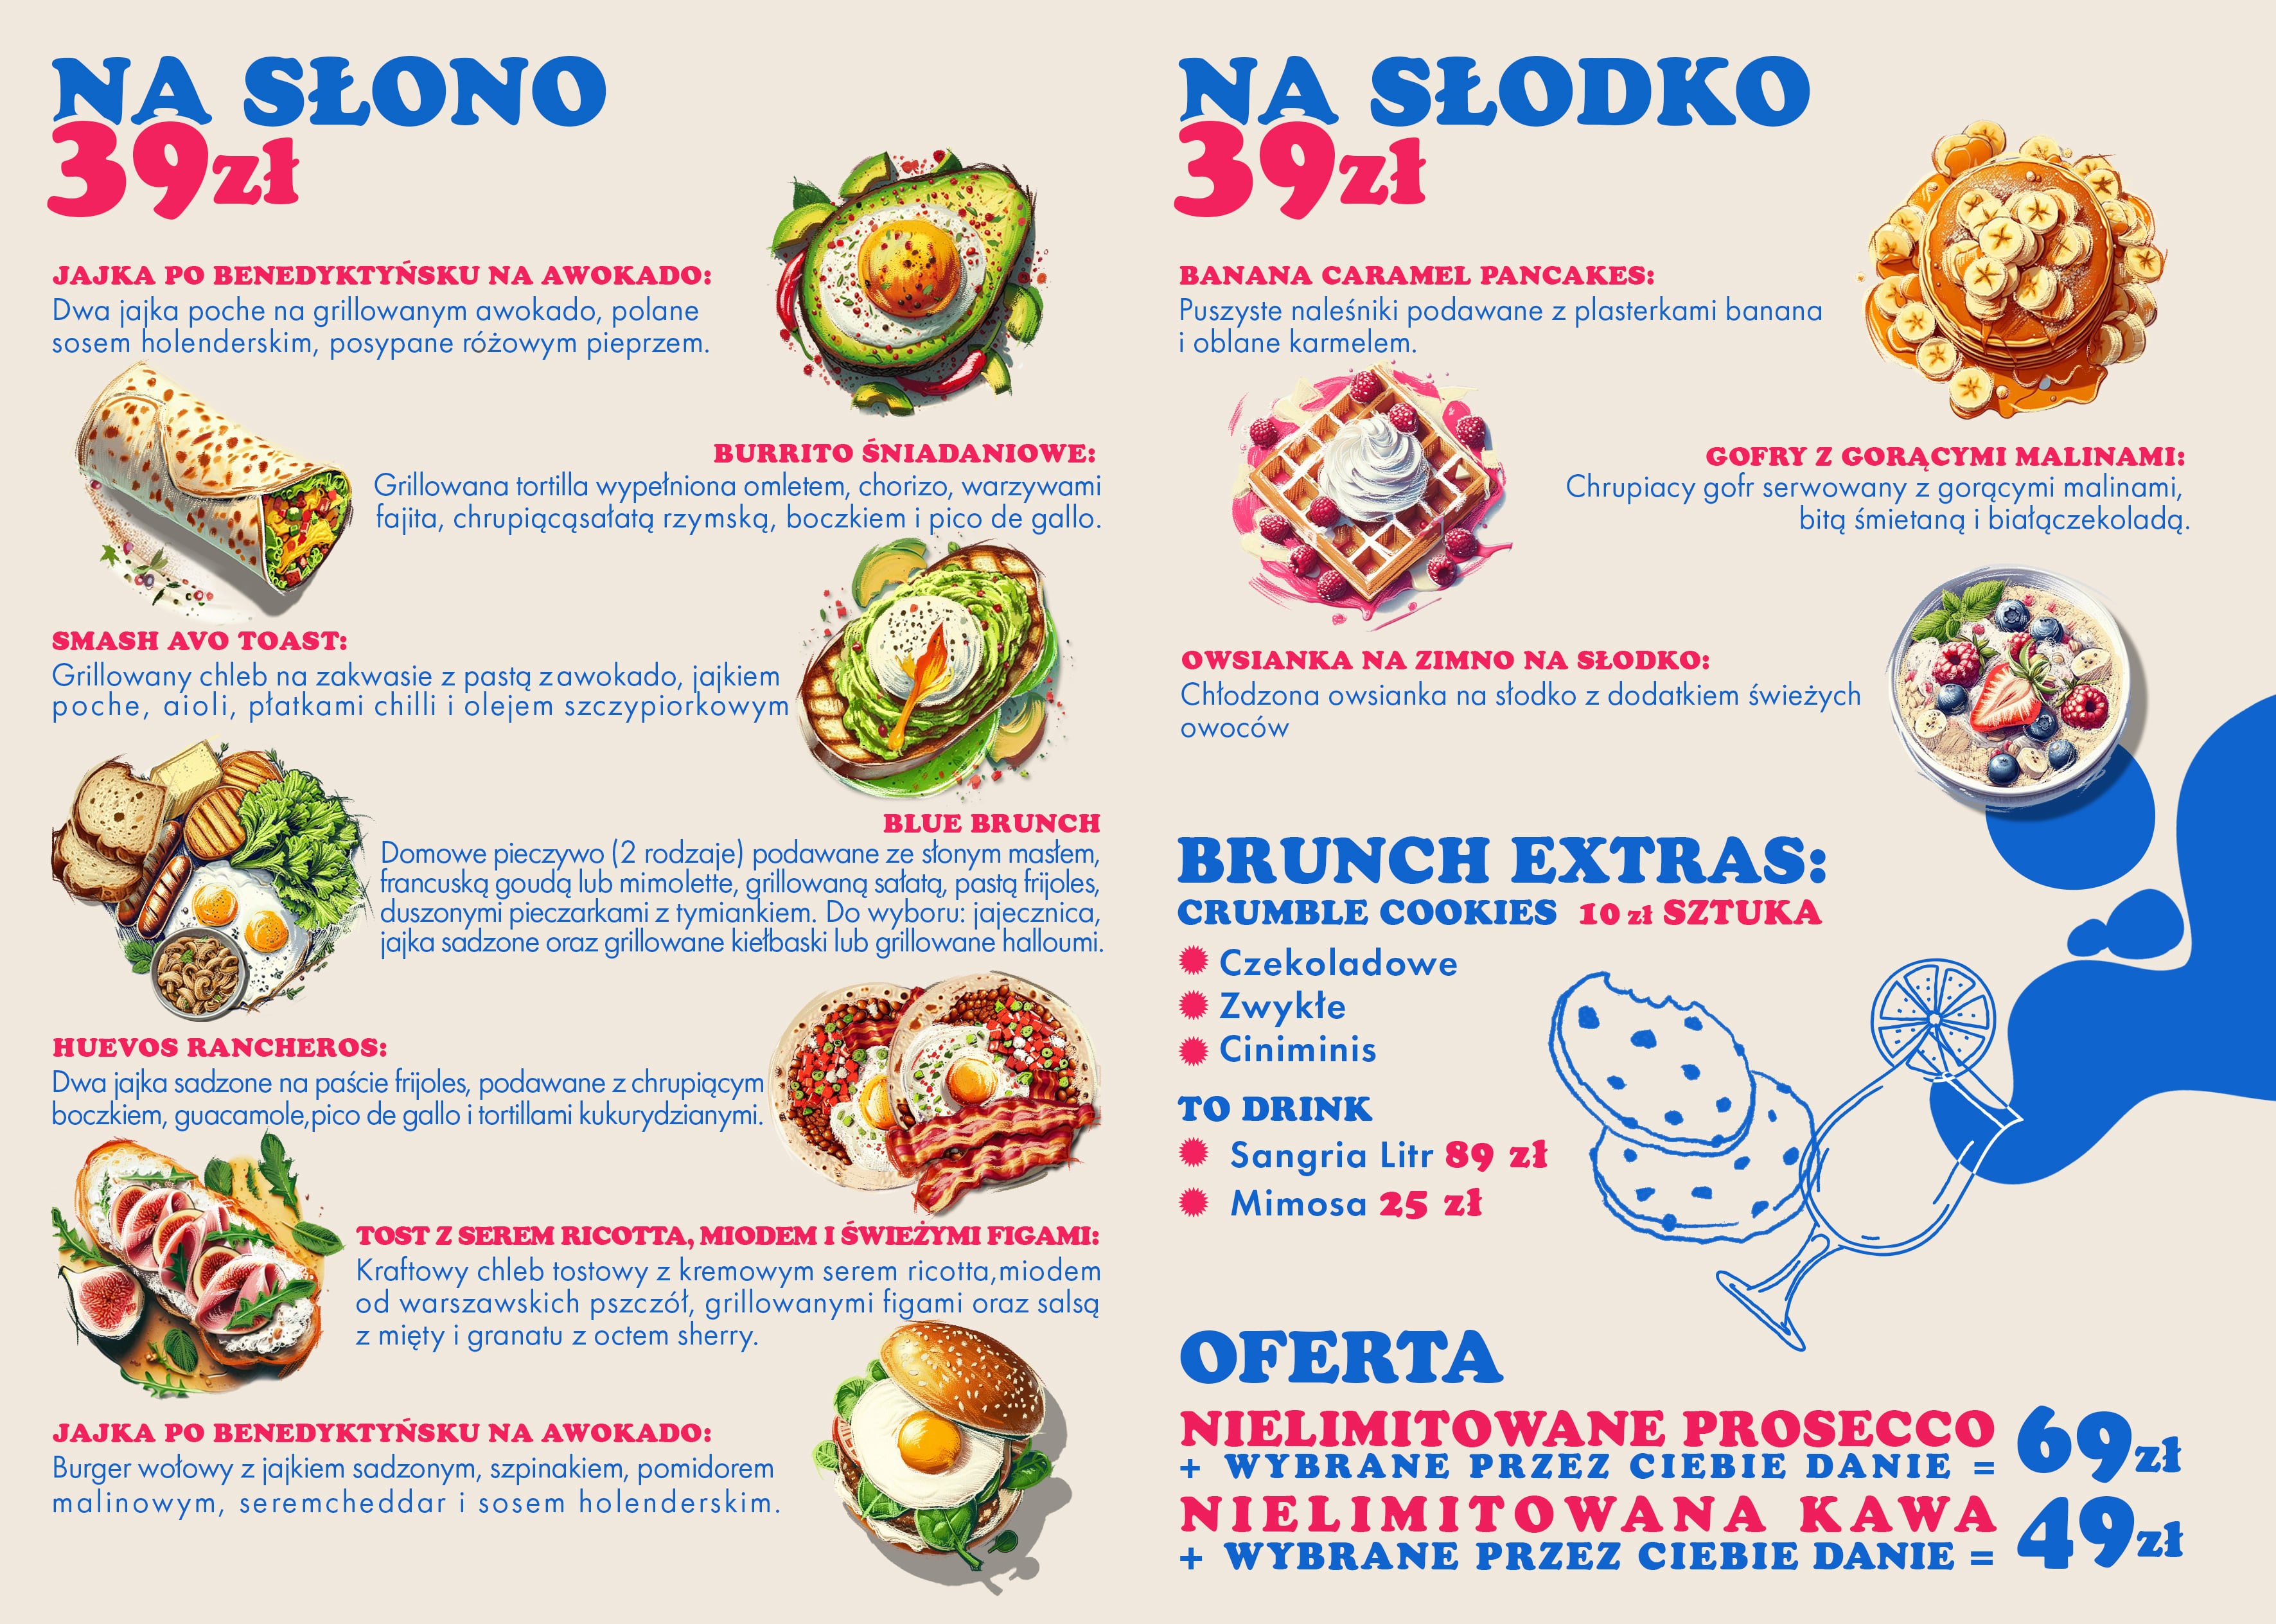 NA SŁONO
39zł
JAJKA PO BENEDYKTYŃSKU NA AWOKADO:
Dwa jajka poche na grillowanym awokado, polane
sosem holenderskim, posypane różowym pieprzem.
BURRITO ŚNIADANIOWE:
Grillowana tortilla wypełniona omletem, chorizo, warzywami
fajita, chrupiącąsałatą rzymską, boczkiem i pico de gallo.
SMASH AVO TOAST:
Grillowany chleb na zakwasie z pastą z awokado, jajkiem
poche, aioli, płatkami chilli i olejem szczypiorkowym
BLUE BRUNCH
Domowe pieczywo (2 rodzaje) podawane ze słonym masłem,
francuską goudą lub mimolette, grillowaną sałatą, pastą frijoles,
duszonymi pieczarkami z tymiankiem. Do wyboru: jajecznica,
jajka sadzone oraz grillowane kiełbaski lub grillowane halloumi.
HUEVOS RANCHEROS:
Dwa jajka sadzone na paście frijoles, podawane z chrupiącym
boczkiem, guacamole,pico de gallo i tortillami kukurydzianymi.
TOST Z SEREM RICOTTA, MIODEM I ŚWIEŻYMI FIGAMI:
Kraftowy chleb tostowy z kremowym serem ricotta,miodem
od warszawskich pszczół, grillowanymi figami oraz salsą
z mięty i granatu z octem sherry.
JAJKA PO BENEDYKTYŃSKU NA AWOKADO:
Burger wołowy z jajkiem sadzonym, szpinakiem, pomidorem
malinowym, seremcheddar i sosem holenderskim.
NA SŁODKO
39zł
BANANA CARAMEL PANCAKES:
Puszyste naleśniki podawane z plasterkami banana
i oblane karmelem.
GOFRY Z GORĄCYMI MALINAMI:
Chrupiacy gofr serwowany z gorącymi malinami,
bitą śmietaną i białączekoladą.
OWSIANKA NA ZIMNO NA SŁODKO:
Chłodzona owsianka na słodko z dodatkiem świeżych
owoców
BRUNCH EXTRAS:
CRUMBLE COOKIES 10 zł SZTUKA
Czekoladowe
Zwykłe
Ciniminis
TO DRINK
Sangria Litr 89 zł
Mimosa 25 zł
OFERTA
NIELIMITOWANE PROSECCO
+ WYBRANE PRZEZ CIEBIE DANIE = 69zł
NIELIMITOWANA KAWA
+ WYBRANE PRZEZ CIEBIE DANIE = 49zł